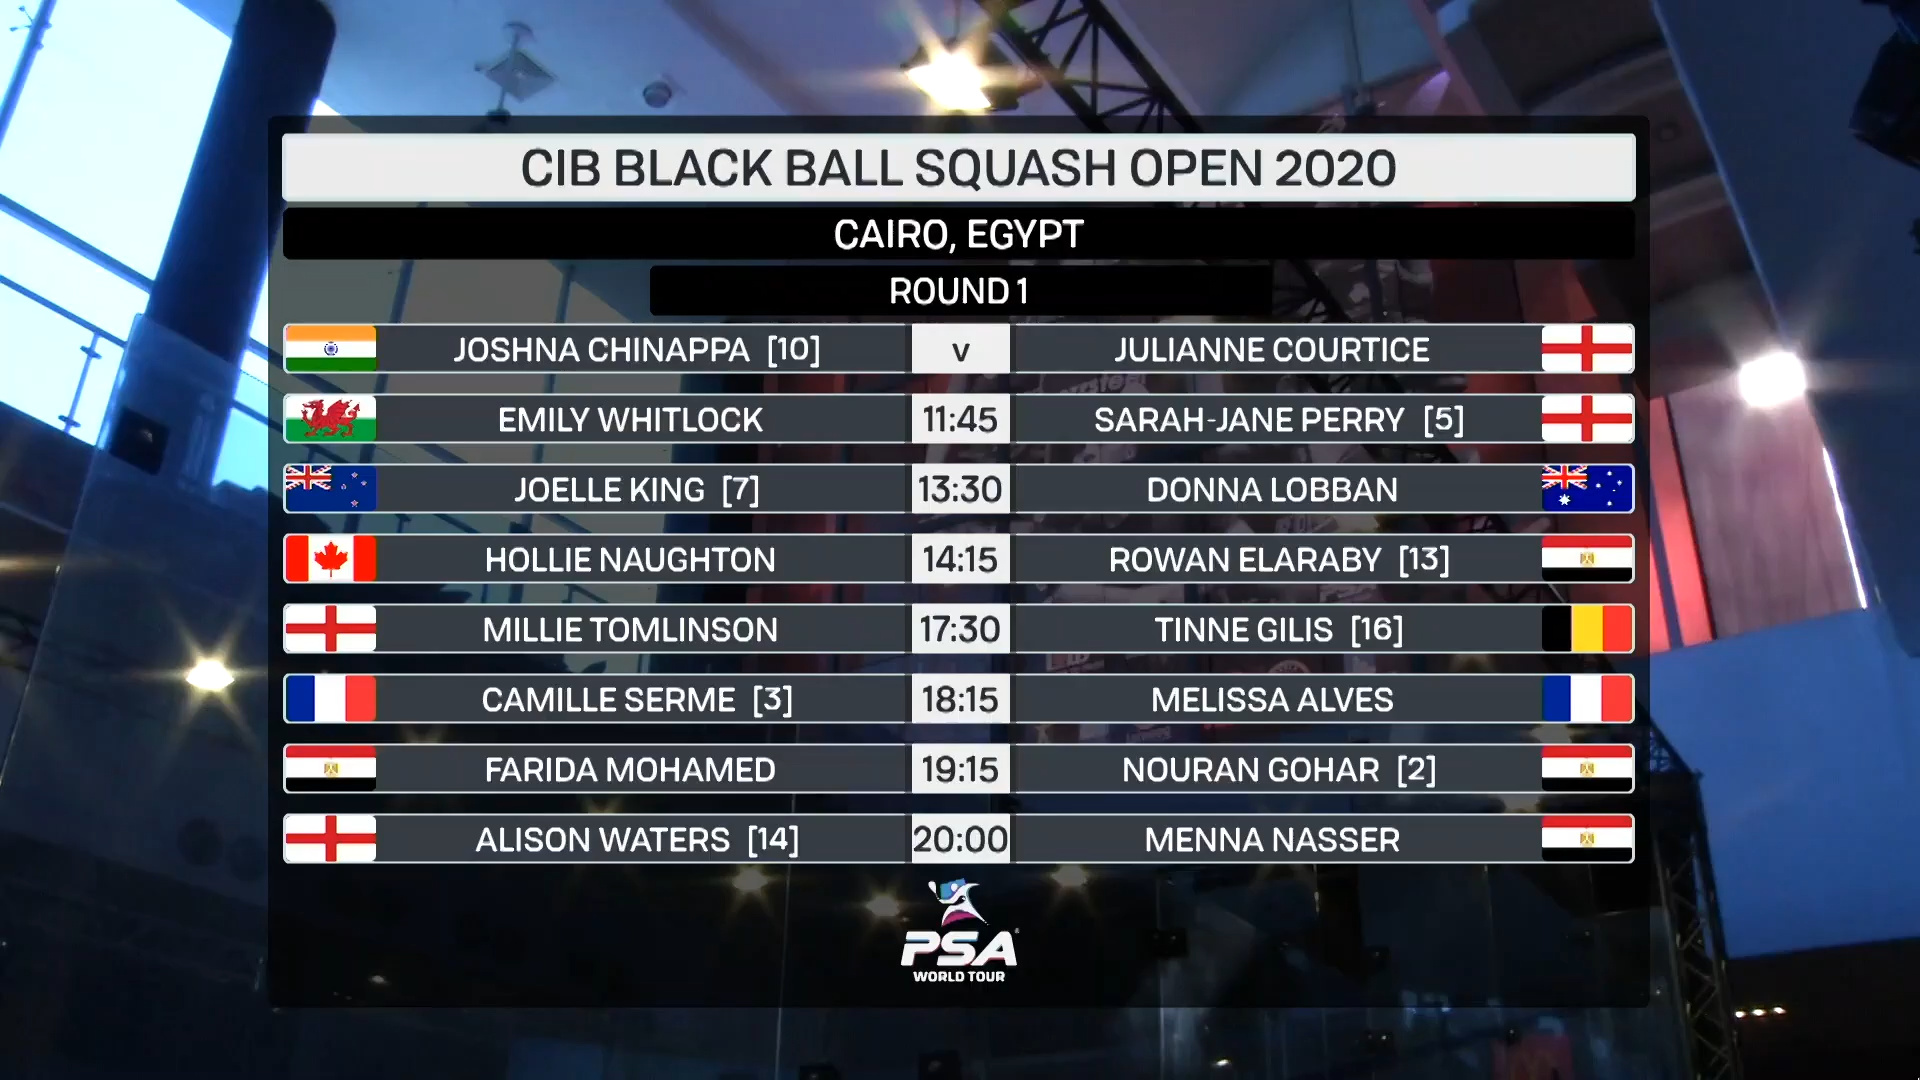 CIB BLACK BALL SQUASH OPEN 2020
CAIRO, EGYPT
ROUND 1
JOSHNA CHINAPPA [10] v JULIANNE COURTICE
EMILY WHITLOCK 11:45 SARAH-JANE PERRY [5]
JOELLE KING [7] 13:30 DONNA LOBBAN
HOLLIE NAUGHTON 14:15 ROWAN ELARABY [13]
MILLIE TOMLINSON 17:30 TINNE GILIS [16]
CAMILLE SERME [3] 18:15 MELISSA ALVES
FARIDA MOHAMED 19:15 NOURAN GOHAR [2]
ALISON WATERS [14] 20:00 MENNA NASSER
PSA
WORLD TOUR